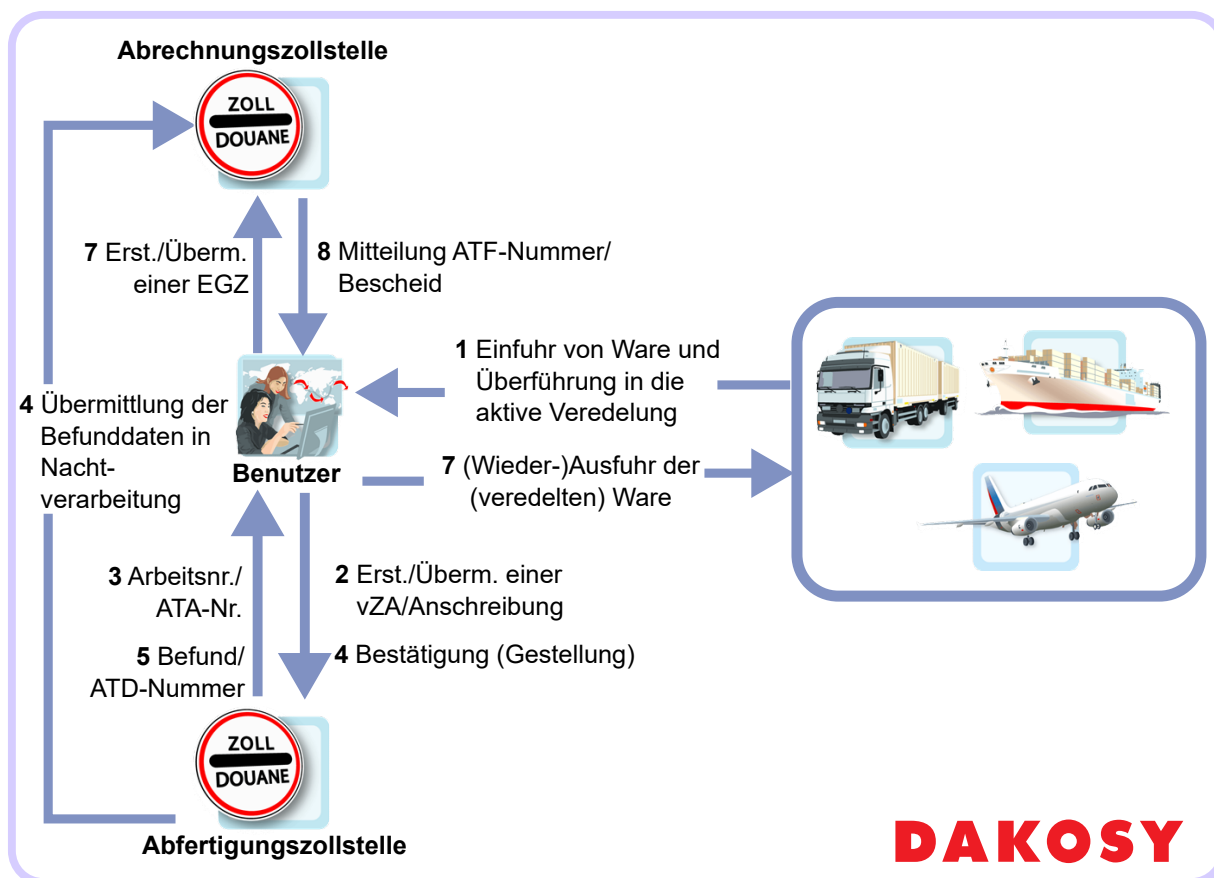 Abrechnungszollstelle
ZOLL
DOUANE
7 Erst./Überm.
einer EGZ
8 Mitteilung ATF-Nummer/
Bescheid
1 Einfuhr von Ware und
Überführung in die
aktive Veredelung
4 Übermittlung der
Befunddaten in
Nacht-
verarbeitung
Benutzer
7 (Wieder-)Ausfuhr der
(veredelten) Ware
3 Arbeitsnr./
ATA-Nr.
2 Erst./Überm. einer
vZA/Anschreibung
5 Befund/
ATD-Nummer
4 Bestätigung (Gestellung)
ZOLL
DOUANE
Abfertigungszollstelle
DAKOSY